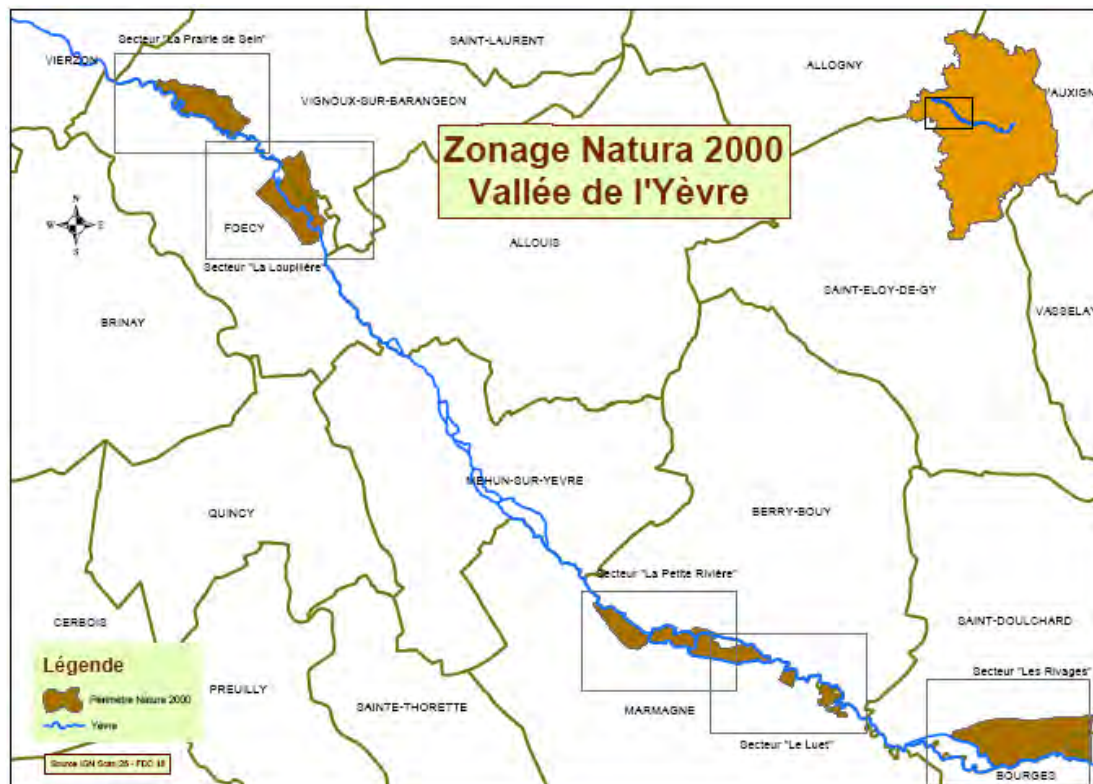 Secteur "La Prairie de Sein"
VIERZON
SAINT-LAURENT
ALLOGNY
VIGNOUX-SUR-BARANGEON
Zonage Natura 2000
Vallée de l'Yèvre
N
W
E
S
FOECY
ALLOUIS
Secteur "La Loupilière"
SAINT-ELOY-DE-GY
VASSELAY
BRINAY
MEHUN-SUR-YEVRE
QUINCY
BERRY-BOUY
Secteur "La Petite Rivière"
CERBOIS
SAINT-DOULCHARD
Légende
Périmètre Natura 2000
Yèvre
PREUILLY
SAINTE-THORETTE
MARMAGNE
Secteur "Les Rivages"
Secteur "Le Luet"
BOURGES